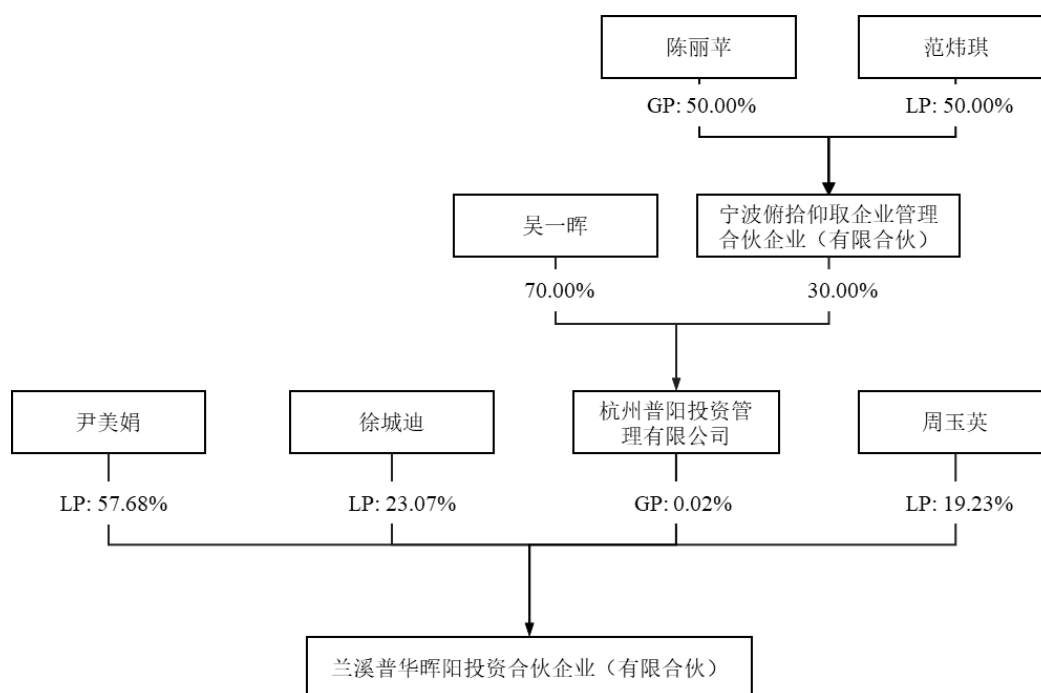 陈丽苹
范炜琪
GP: 50.00%
LP: 50.00%
吴一晖
宁波俯拾仰取企业管理
合伙企业（有限合伙）
70.00%
30.00%
尹美娟
徐城迪
杭州普阳投资管
理有限公司
周玉英
LP: 57.68%
LP: 23.07%
GP: 0.02%
LP: 19.23%
兰溪普华晖阳投资合伙企业（有限合伙）